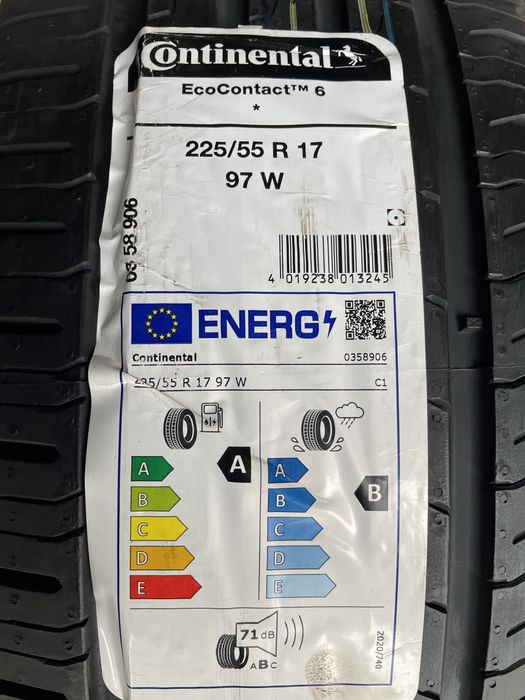 Continental
EcoContact™ 6
*
225/55 R 17
97 W
03 58 906
4 019238 013245
ENERG
Continental 0358906
225/55 R 17 97 W C1
A
B
C
D
E
A
A
B
C
D
E
B
71 dB
ABC
2020/740